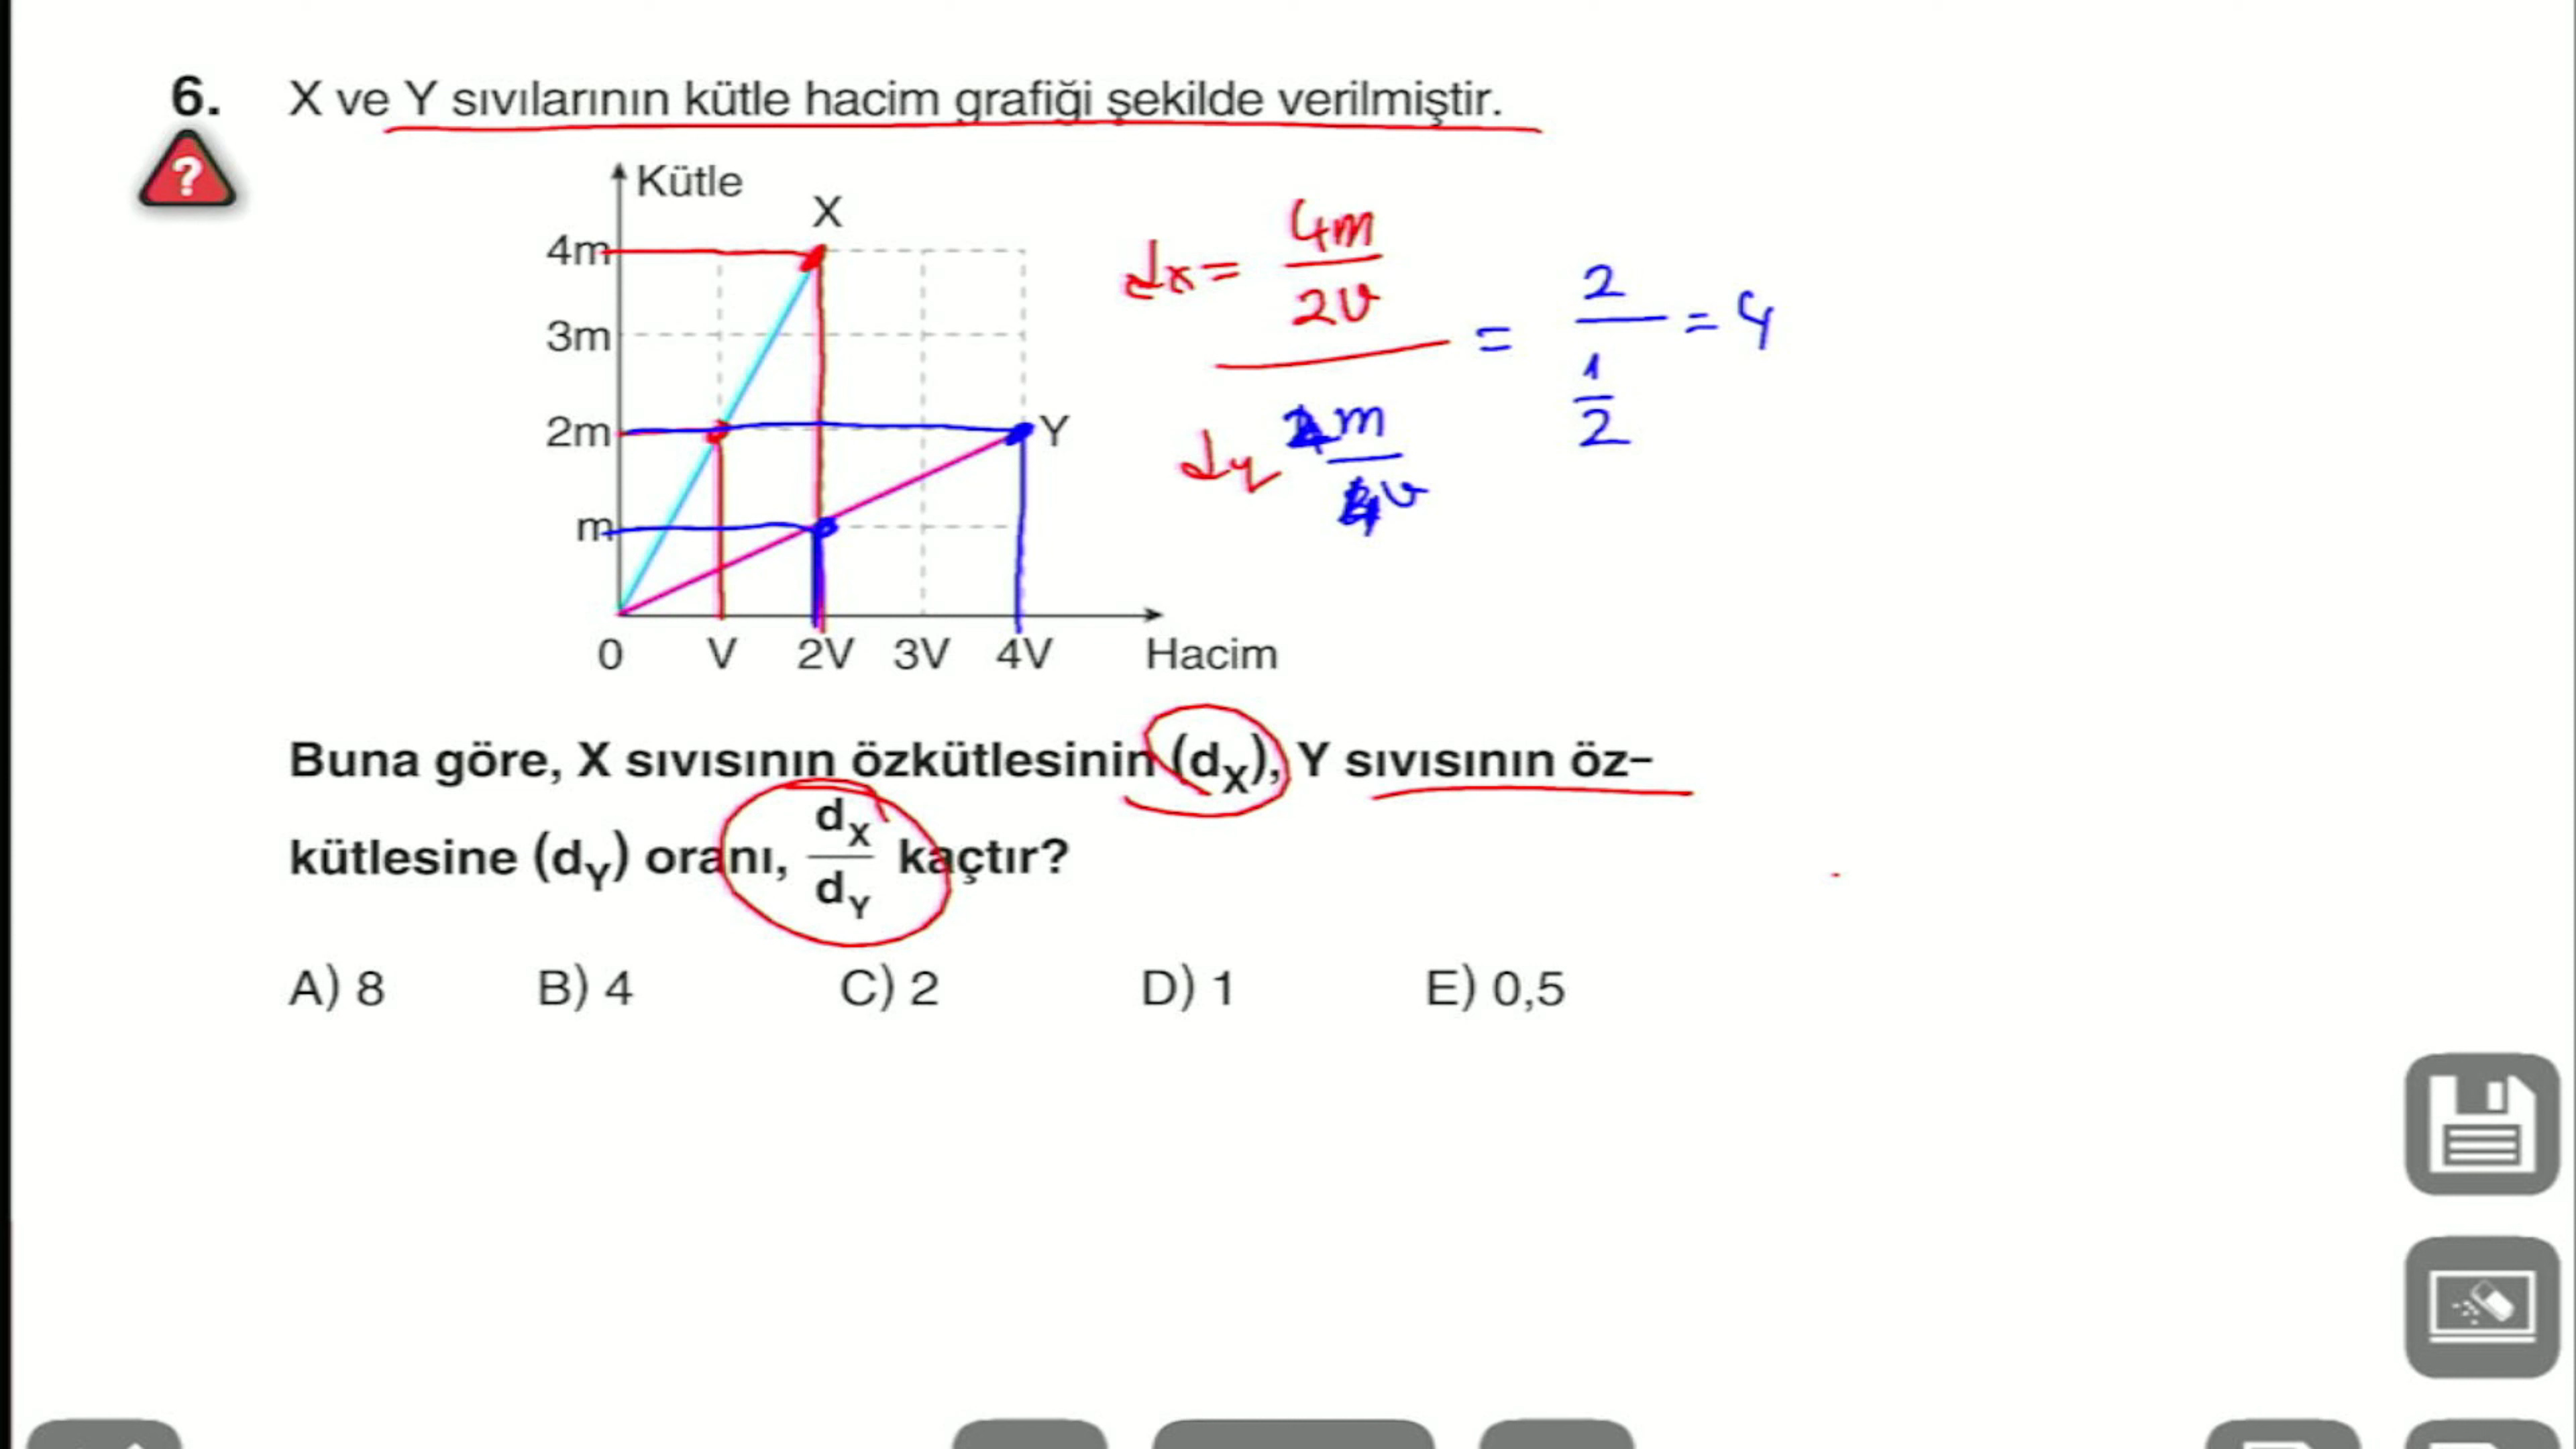 6. X ve Y sıvılarının kütle hacim grafiği şekilde verilmiştir.
?
Kütle
X
4m
3m
2m
Y
m
0 V 2V 3V 4V Hacim
dx = 4m / 2v
dy m / v
= 2 / 1/2 = 4
Buna göre, X sıvısının özkütlesinin (dX), Y sıvısının öz-
kütlesine (dY) oranı, dX / dY kaçtır?
A) 8 B) 4 C) 2 D) 1 E) 0,5